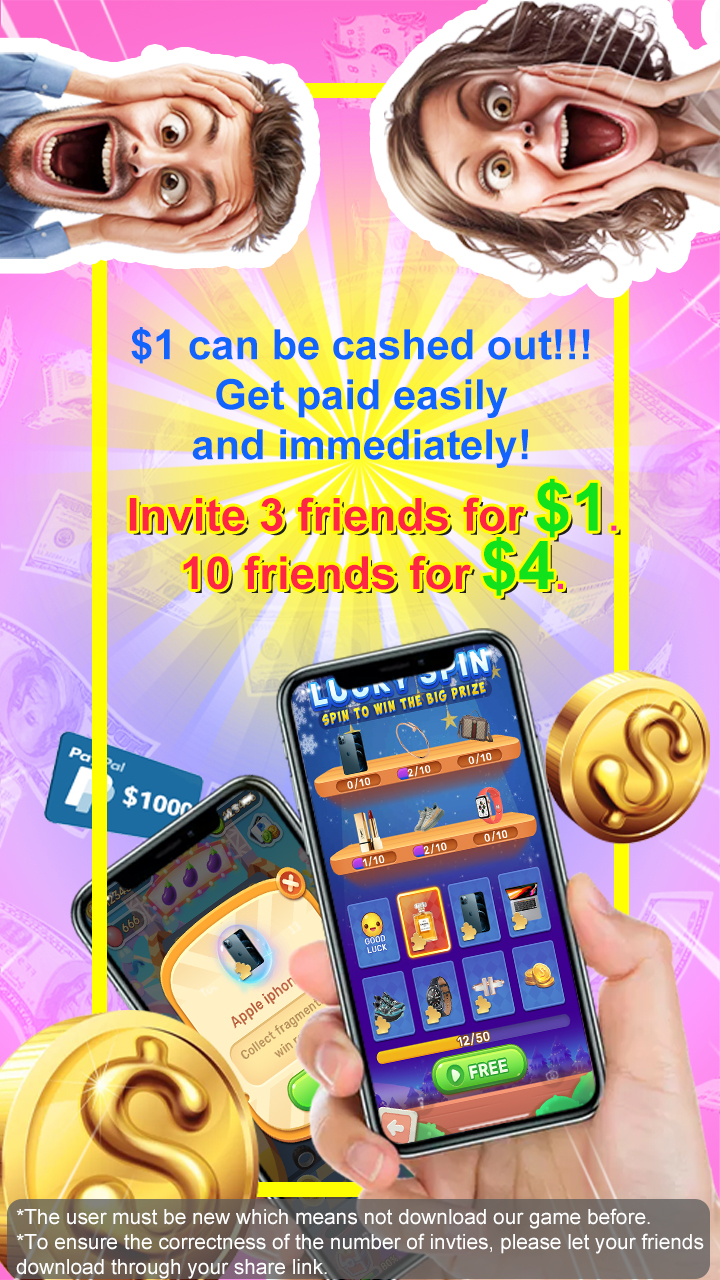 $1 can be cashed out!!!
Get paid easily
and immediately!
Invite 3 friends for $1.
10 friends for $4.
LUCKY SPIN
SPIN TO WIN THE BIG PRIZE
0/10
2/10
0/10
1/10
2/10
0/10
PayPal
$1000
666
GOOD
LUCK
Apple iphon
Collect fragment
win
12/50
FREE
*The user must be new which means not download our game before.
*To ensure the correctness of the number of invties, please let your friends
download through your share link.